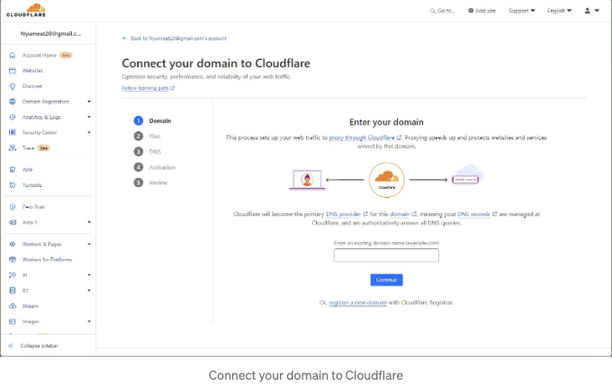 CLOUDFLARE
Go to...
Add site
Support
English
Nyumeat20@gmail.c...
Back to Nyumeat20@gmail.com's account
Connect your domain to Cloudflare
Optimize security, performance, and reliability of your web traffic.
Follow learning path
Account Home Beta
Websites
Discover
Domain Registration
Analytics & Logs
Security Center
Trace Beta
Turnstile
Zero Trust
Area 1
Workers & Pages
Workers for Platforms
AI
R2
Stream
Images
Collapse sidebar
1 Domain
2 Plan
3 DNS
4 Activation
5 Review
Enter your domain
This process sets up your web traffic to proxy through Cloudflare. Proxying speeds up and protects websites and services
served by this domain.
Cloudflare
Cloudflare will become the primary DNS provider for this domain, meaning your DNS records are managed at
Cloudflare, and we authoritatively answer all DNS queries.
Enter an existing domain name (example.com)
Continue
Or, register a new domain with Cloudflare Registrar.
Connect your domain to Cloudflare